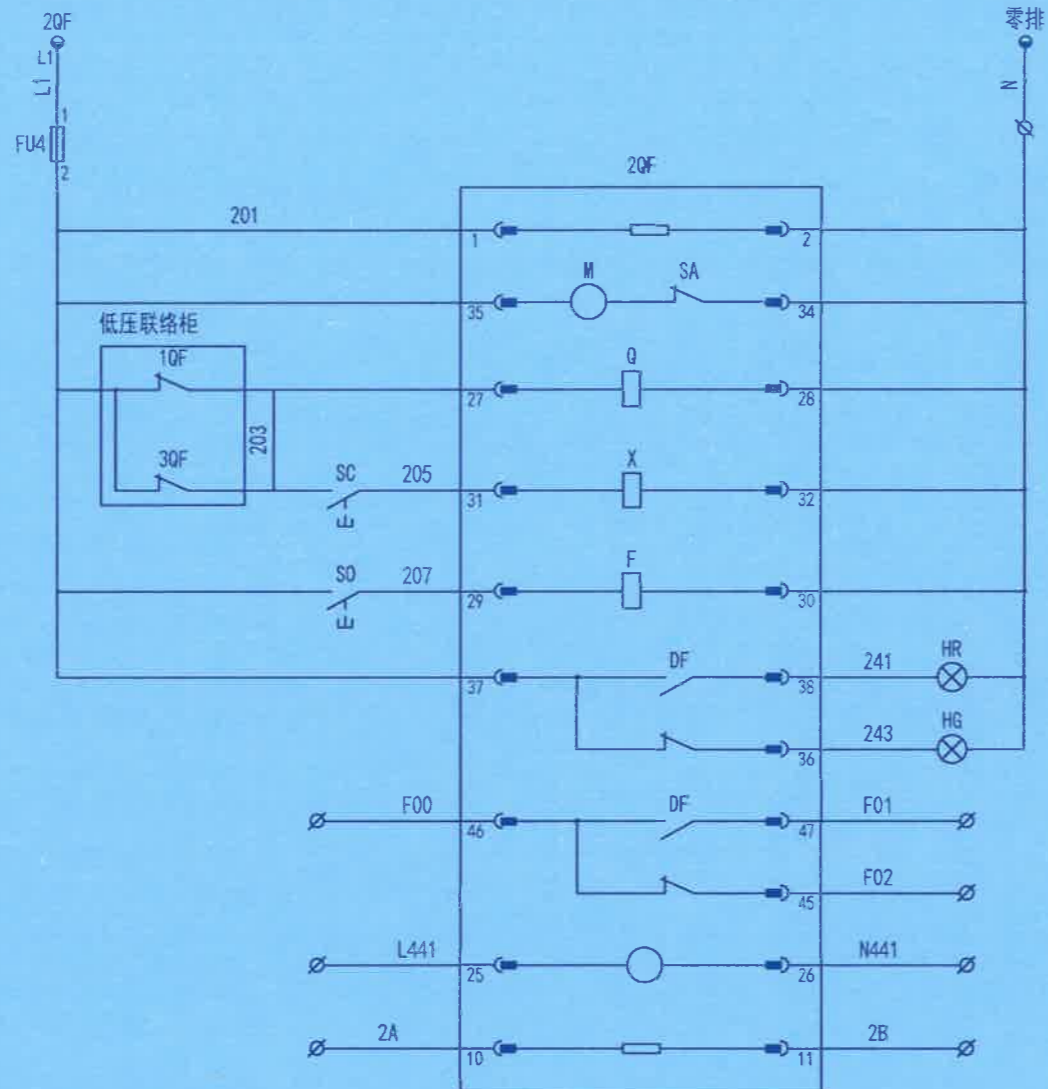 2QF
零排
L1
L1
N
1
FU4
2
2QF
201
1
2
M
SA
35
34
低压联络柜
1QF
Q
27
28
203
3QF
SC
205
X
31
32
SO
207
F
29
30
DF
241
HR
37
38
243
HG
36
F00
DF
F01
46
47
F02
45
L441
N441
25
26
2A
2B
10
11